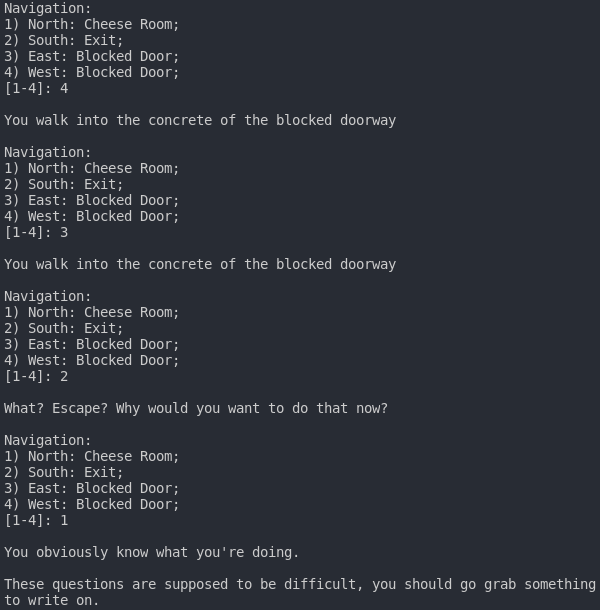 Navigation:
1) North: Cheese Room;
2) South: Exit;
3) East: Blocked Door;
4) West: Blocked Door;
[1-4]: 4
You walk into the concrete of the blocked doorway
Navigation:
1) North: Cheese Room;
2) South: Exit;
3) East: Blocked Door;
4) West: Blocked Door;
[1-4]: 3
You walk into the concrete of the blocked doorway
Navigation:
1) North: Cheese Room;
2) South: Exit;
3) East: Blocked Door;
4) West: Blocked Door;
[1-4]: 2
What? Escape? Why would you want to do that now?
Navigation:
1) North: Cheese Room;
2) South: Exit;
3) East: Blocked Door;
4) West: Blocked Door;
[1-4]: 1
You obviously know what you're doing.
These questions are supposed to be difficult, you should go grab something
to write on.